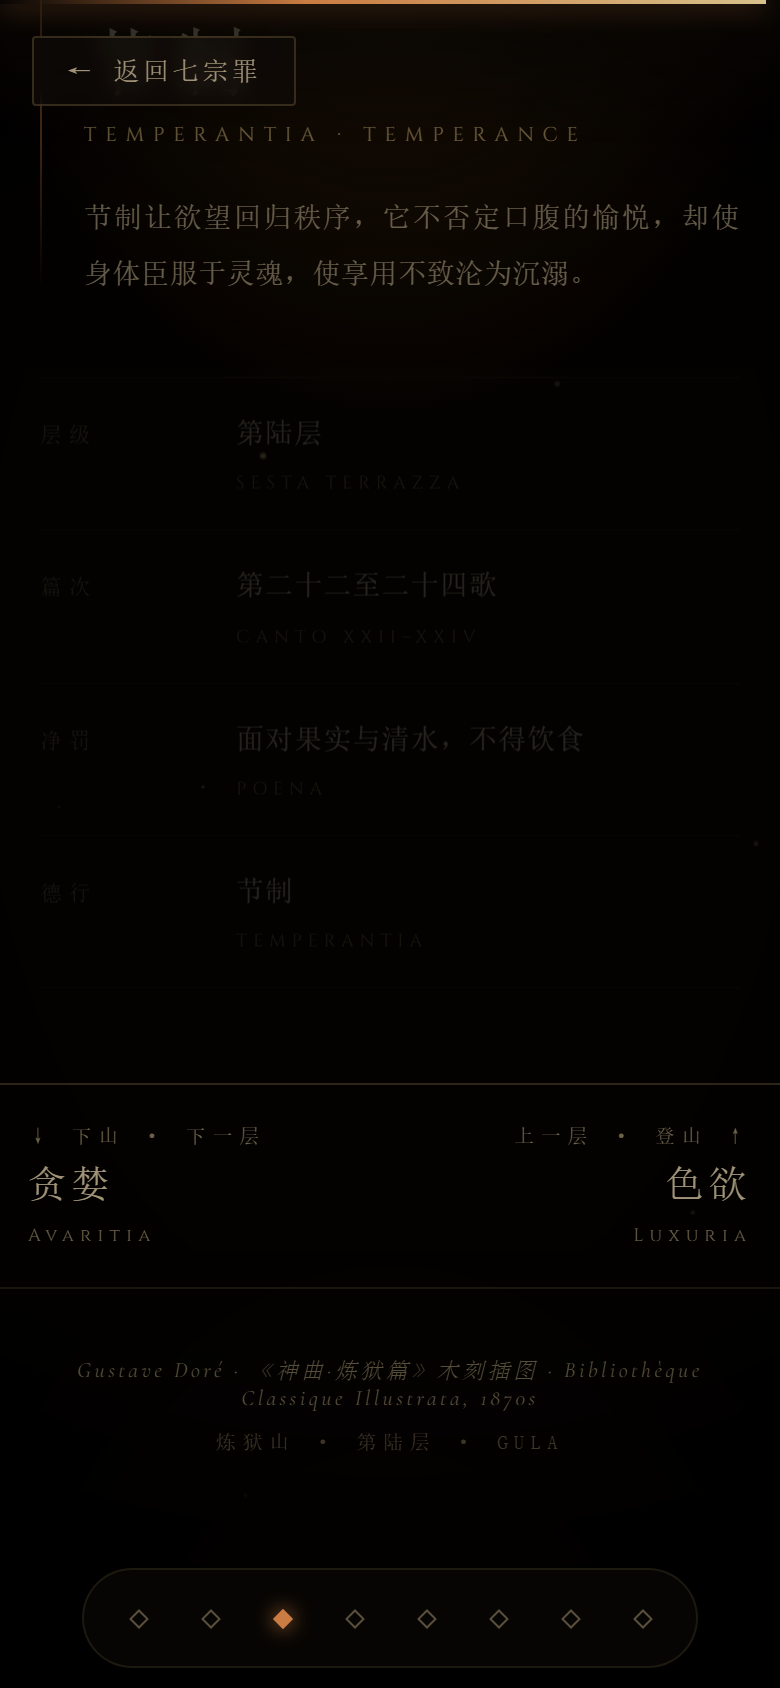 ← 返回七宗罪
TEMPERANTIA · TEMPERANCE
节制让欲望回归秩序，它不否定口腹的愉悦，却使
身体臣服于灵魂，使享用不致沦为沉溺。
层级
第陆层
SESTA TERRAZZA
篇次
第二十二至二十四歌
CANTO XXII–XXIV
净罚
面对果实与清水，不得饮食
POENA
德行
节制
TEMPERANTIA
↓ 下山 • 下一层
贪婪
AVARITIA
上一层 • 登山 ↑
色欲
LUXURIA
Gustave Doré · 《神曲·炼狱篇》木刻插图 · Bibliothèque
Classique Illustrata, 1870s
炼狱山 • 第陆层 • GULA